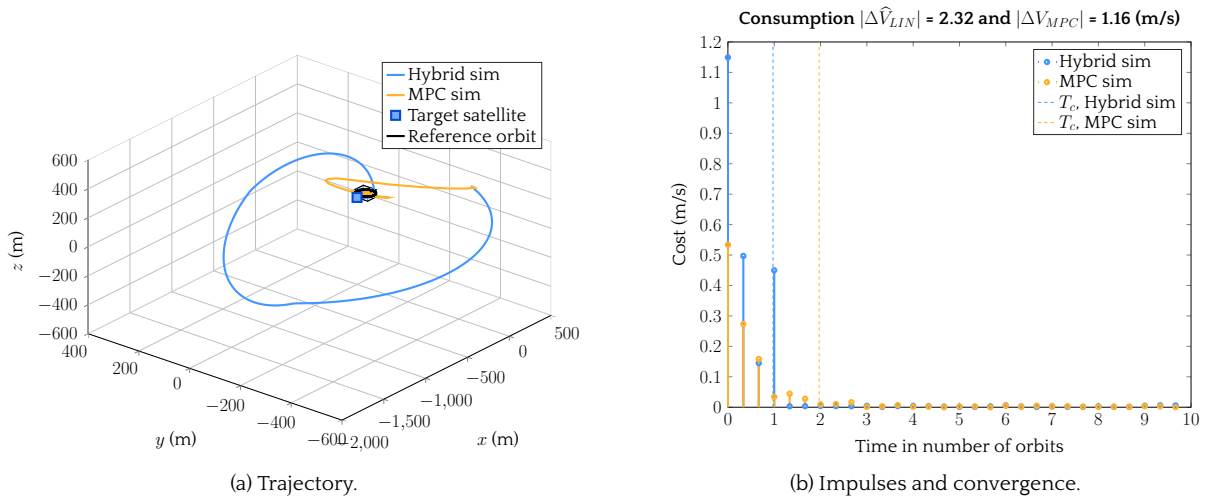 Consumption |ΔV̂_LIN| = 2.32 and |ΔV_MPC| = 1.16 (m/s)
Hybrid sim
MPC sim
Target satellite
Reference orbit
600
400
200
0
−200
−400
−600
z (m)
400
200
0
−200
−400
−600
y (m)
−2,000
−1,500
−1,000
−500
0
500
x (m)
(a) Trajectory.
Hybrid sim
MPC sim
T_c, Hybrid sim
T_c, MPC sim
1.2
1.1
1
0.9
0.8
0.7
0.6
0.5
0.4
0.3
0.2
0.1
0
Cost (m/s)
0 1 2 3 4 5 6 7 8 9 10
Time in number of orbits
(b) Impulses and convergence.